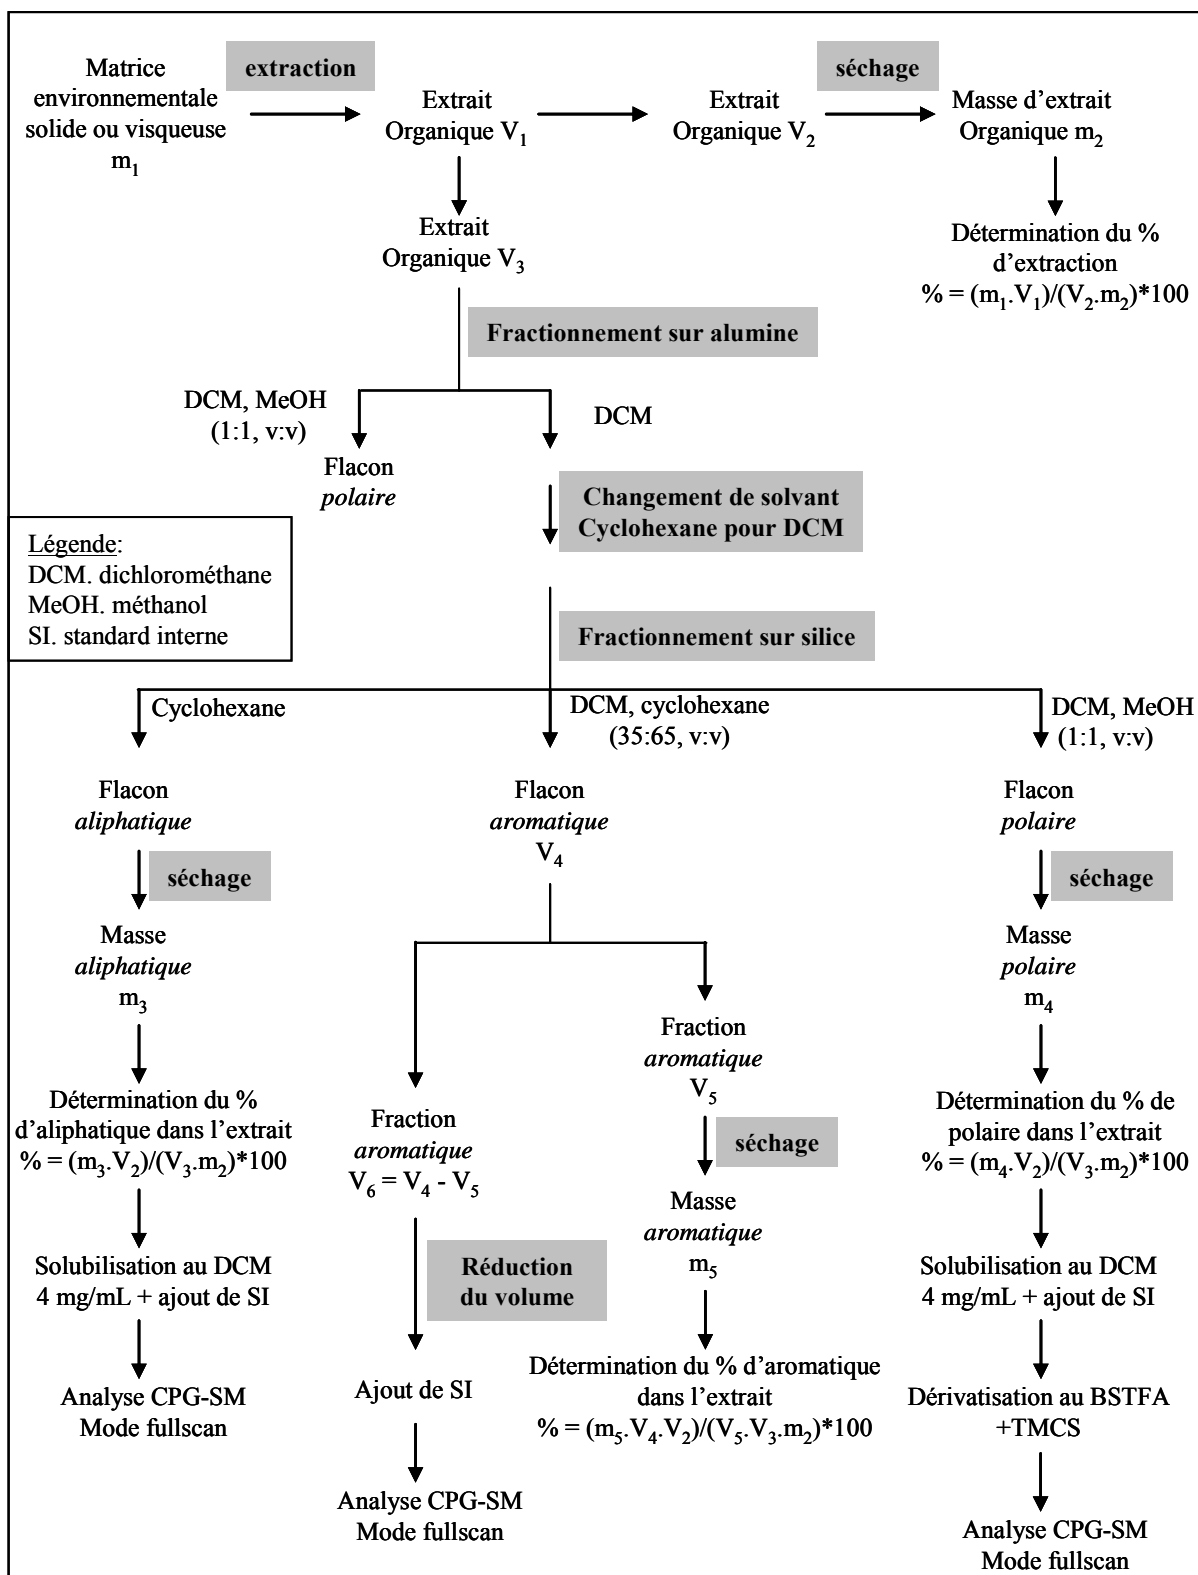 Matrice
environnementale
solide ou visqueuse
m₁
extraction
Extrait
Organique V₁
Extrait
Organique V₂
séchage
Masse d'extrait
Organique m₂
Détermination du %
d'extraction
% = (m₁.V₁)/(V₂.m₂)*100
Extrait
Organique V₃
Fractionnement sur alumine
DCM, MeOH
(1:1, v:v)
DCM
Flacon
polaire
Changement de solvant
Cyclohexane pour DCM
Légende:
DCM. dichlorométhane
MeOH. méthanol
SI. standard interne
Fractionnement sur silice
Cyclohexane
DCM, cyclohexane
(35:65, v:v)
DCM, MeOH
(1:1, v:v)
Flacon
aliphatique
séchage
Masse
aliphatique
m₃
Détermination du %
d'aliphatique dans l'extrait
% = (m₃.V₂)/(V₃.m₂)*100
Solubilisation au DCM
4 mg/mL + ajout de SI
Analyse CPG-SM
Mode fullscan
Flacon
aromatique
V₄
Fraction
aromatique
V₆ = V₄ - V₅
Réduction
du volume
Ajout de SI
Analyse CPG-SM
Mode fullscan
Fraction
aromatique
V₅
séchage
Masse
aromatique
m₅
Détermination du % d'aromatique
dans l'extrait
% = (m₅.V₄.V₂)/(V₅.V₃.m₂)*100
Flacon
polaire
séchage
Masse
polaire
m₄
Détermination du % de
polaire dans l'extrait
% = (m₄.V₂)/(V₃.m₂)*100
Solubilisation au DCM
4 mg/mL + ajout de SI
Dérivatisation au BSTFA
+TMCS
Analyse CPG-SM
Mode fullscan